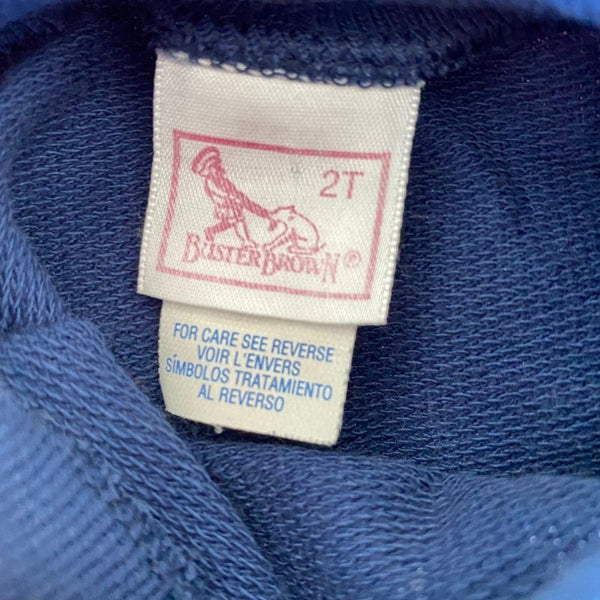 2T
BUSTER BROWN®
FOR CARE SEE REVERSE
VOIR L'ENVERS
SÍMBOLOS TRATAMIENTO
AL REVERSO